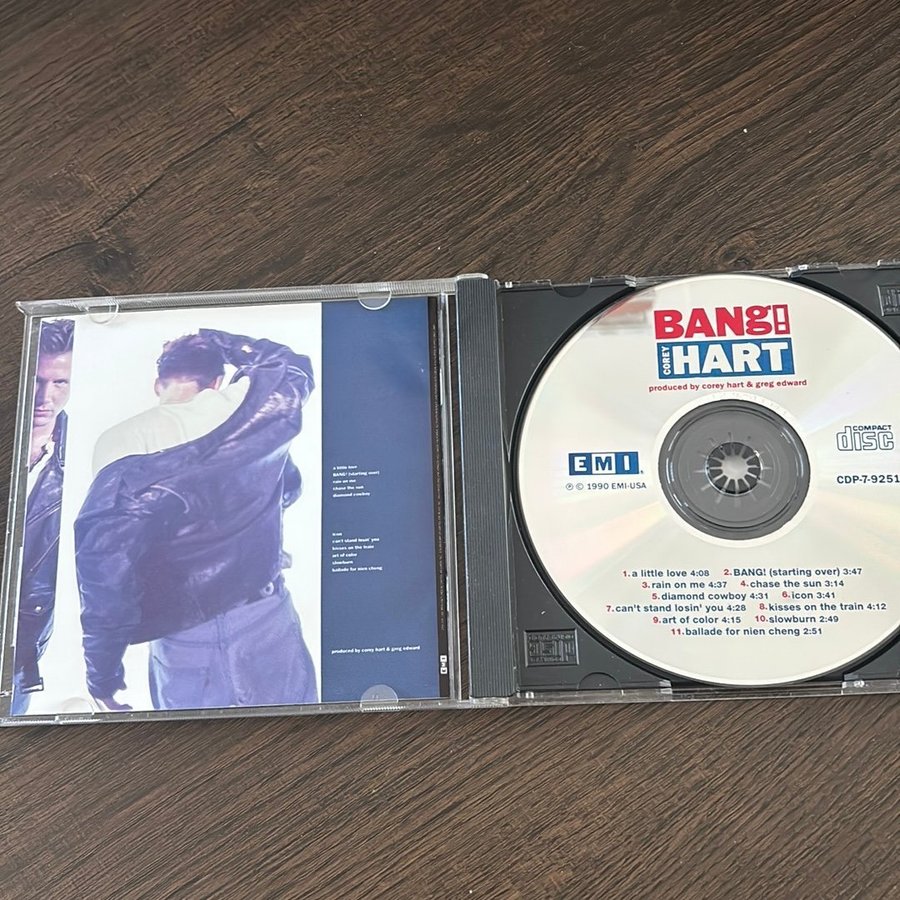 a little love
BANG! (starting over)
rain on me
chase the sun
diamond cowboy
icon
can't stand losin' you
kisses on the train
art of color
slowburn
ballade for nien cheng
produced by corey hart & greg edward
EMI
BANg!
COREY HART
produced by corey hart & greg edward
EMI
COMPACT
disc
℗ © 1990 EMI-USA
CDP-7-9251
1. a little love 4:08 2. BANG! (starting over) 3:47
3. rain on me 4:37 4. chase the sun 3:14
5. diamond cowboy 4:31 6. icon 3:41
7. can't stand losin' you 4:28 8. kisses on the train 4:12
9. art of color 4:15 10. slowburn 2:49
11. ballade for nien cheng 2:51